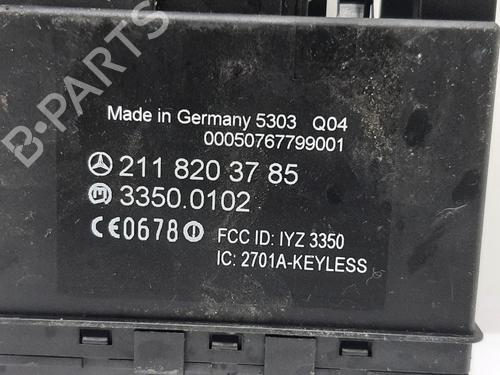 B-PARTS
Made in Germany 5303 Q04
00050767799001
211 820 37 85
3350.0102
CE0678
FCC ID: IYZ 3350
IC: 2701A-KEYLESS